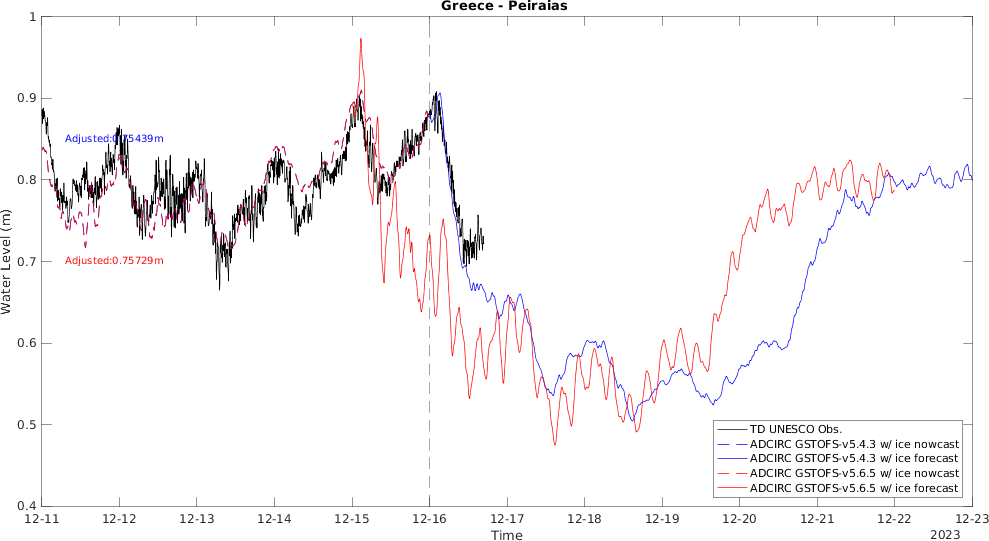 Greece - Peiraias
1
0.9
0.8
0.7
0.6
0.5
0.4
Water Level (m)
Adjusted:0.75439m
Adjusted:0.75729m
TD UNESCO Obs.
ADCIRC GSTOFS-v5.4.3 w/ ice nowcast
ADCIRC GSTOFS-v5.4.3 w/ ice forecast
ADCIRC GSTOFS-v5.6.5 w/ ice nowcast
ADCIRC GSTOFS-v5.6.5 w/ ice forecast
12-11 12-12 12-13 12-14 12-15 12-16 12-17 12-18 12-19 12-20 12-21 12-22 12-23
Time
2023